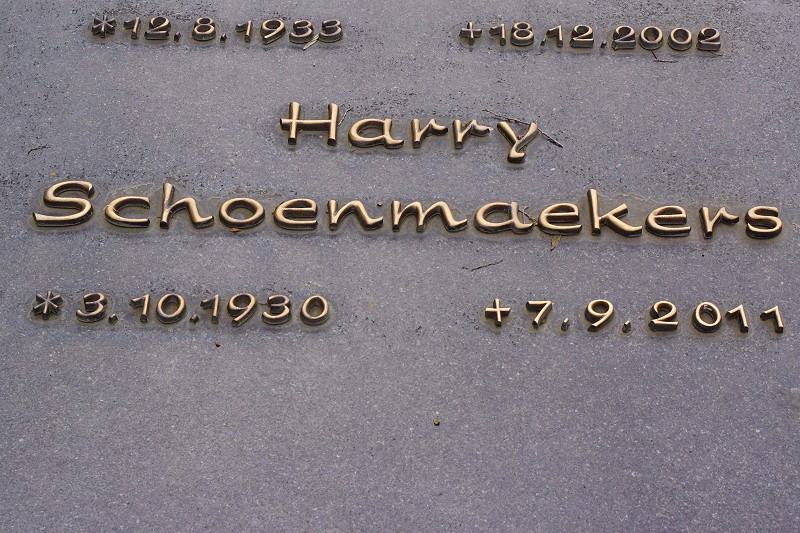 *12.8.1933 +18.12.2002
Harry
Schoenmaekers
*3.10.1930 +7.9.2011